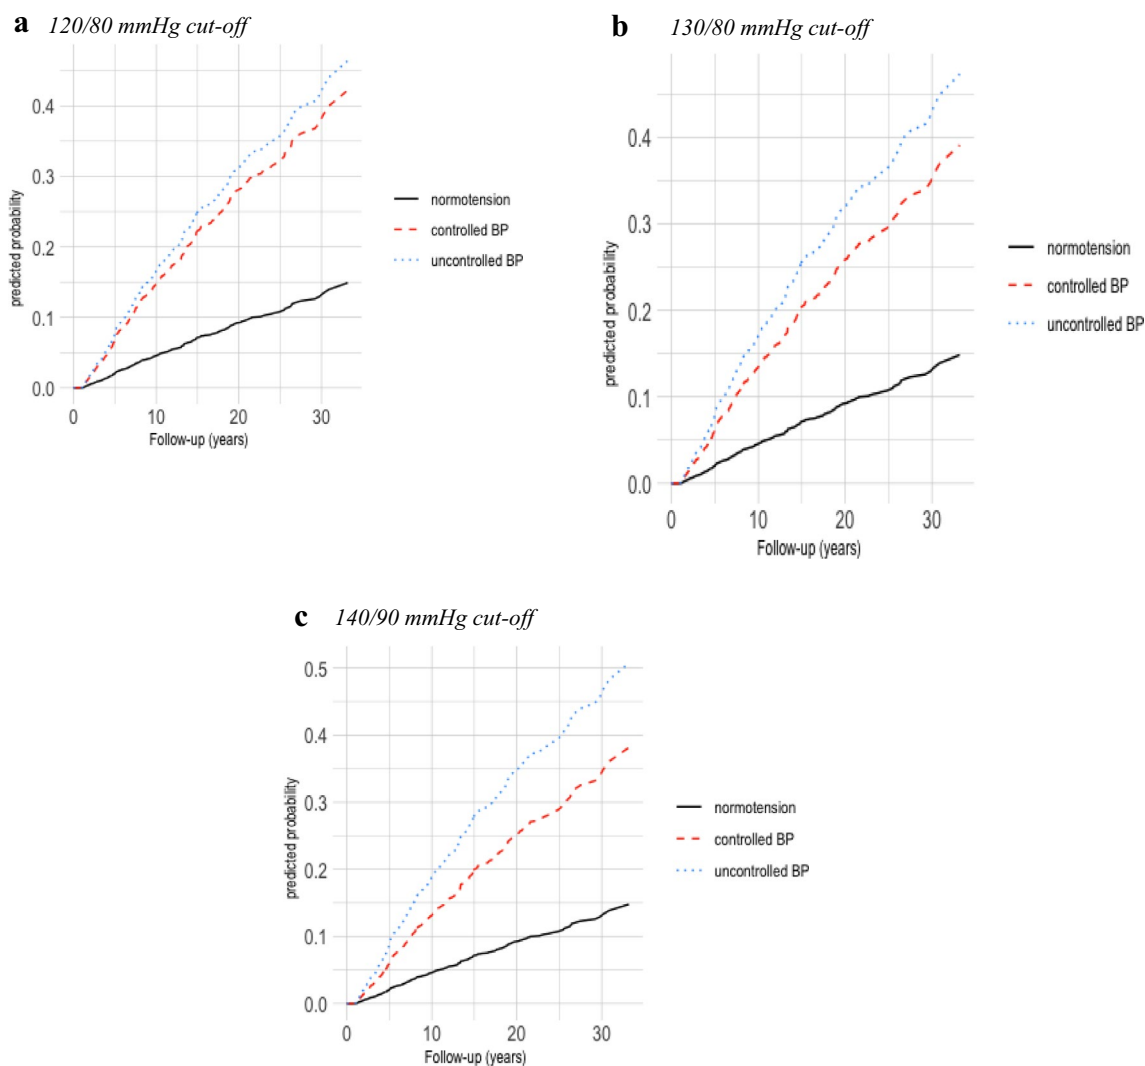 a 120/80 mmHg cut-off
predicted probability
0.4
0.3
0.2
0.1
0.0
0 10 20 30
Follow-up (years)
normotension
controlled BP
uncontrolled BP
b 130/80 mmHg cut-off
predicted probability
0.4
0.3
0.2
0.1
0.0
0 10 20 30
Follow-up (years)
normotension
controlled BP
uncontrolled BP
c 140/90 mmHg cut-off
predicted probability
0.5
0.4
0.3
0.2
0.1
0.0
0 10 20 30
Follow-up (years)
normotension
controlled BP
uncontrolled BP